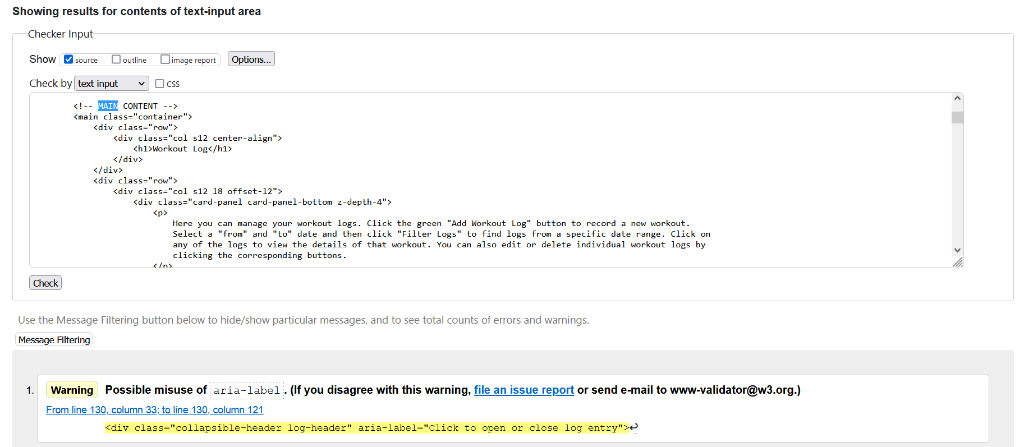 Showing results for contents of text-input area
Checker Input
Show source outline image report Options...
Check by text input css
<!-- MAIN CONTENT -->
<main class="container">
<div class="row">
<div class="col s12 center-align">
<h1>Workout Log</h1>
</div>
</div>
<div class="row">
<div class="col s12 l8 offset-l2">
<div class="card-panel card-panel-bottom z-depth-4">
<p>
Here you can manage your workout logs. Click the green "Add Workout Log" button to record a new workout.
Select a "from" and "to" date and then click "Filter Logs" to find logs from a specific date range. Click on
any of the logs to view the details of that workout. You can also edit or delete individual workout logs by
clicking the corresponding buttons.
</p>
Check
Use the Message Filtering button below to hide/show particular messages, and to see total counts of errors and warnings.
Message Filtering
1. Warning Possible misuse of aria-label. (If you disagree with this warning, file an issue report or send e-mail to www-validator@w3.org.)
From line 130, column 33; to line 130, column 121
<div class="collapsible-header log-header" aria-label="Click to open or close log entry">↩